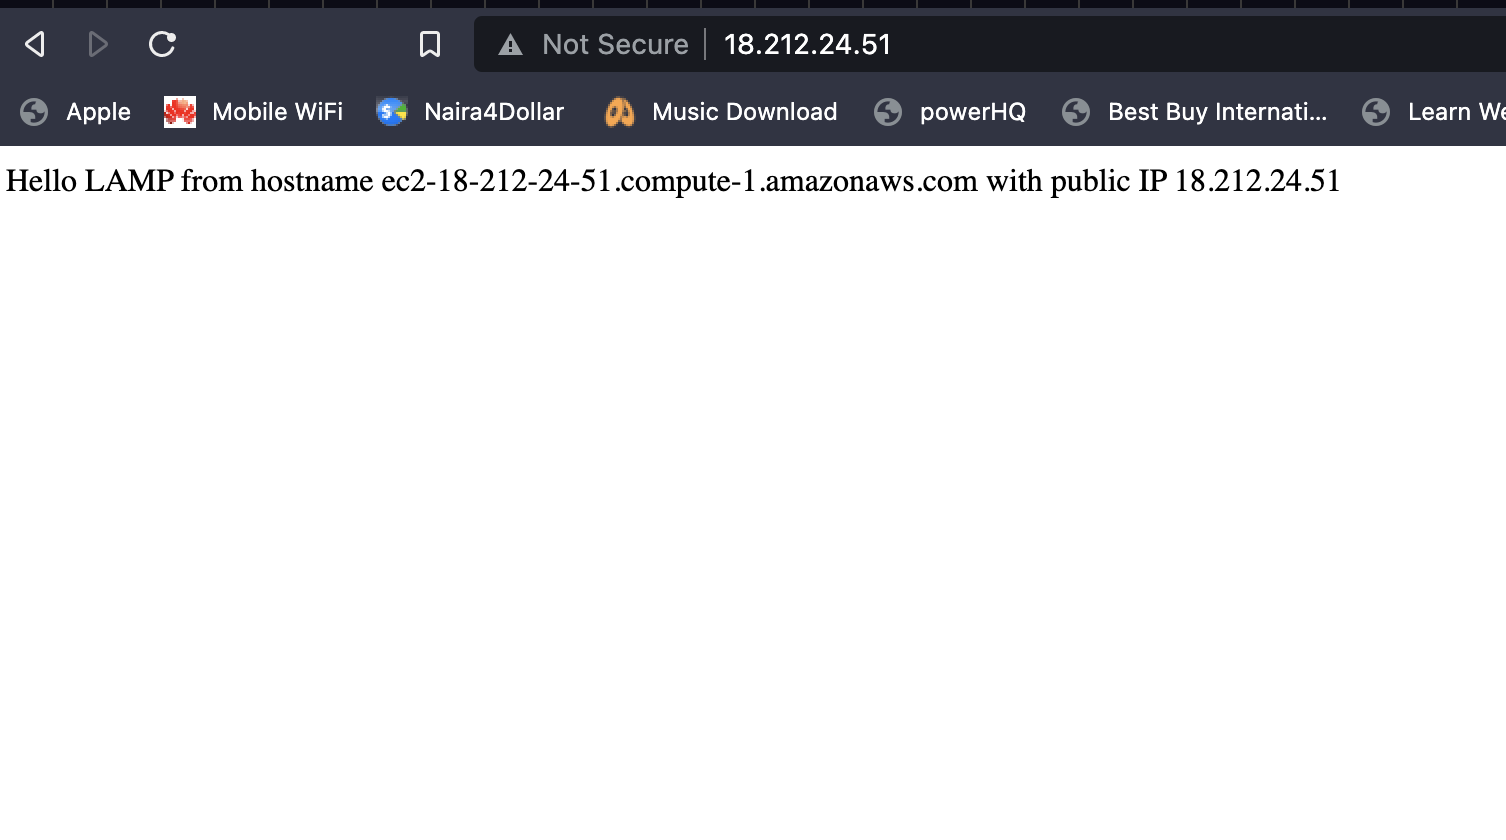 Not Secure | 18.212.24.51
Apple Mobile WiFi Naira4Dollar Music Download powerHQ Best Buy Internati... Learn We
Hello LAMP from hostname ec2-18-212-24-51.compute-1.amazonaws.com with public IP 18.212.24.51